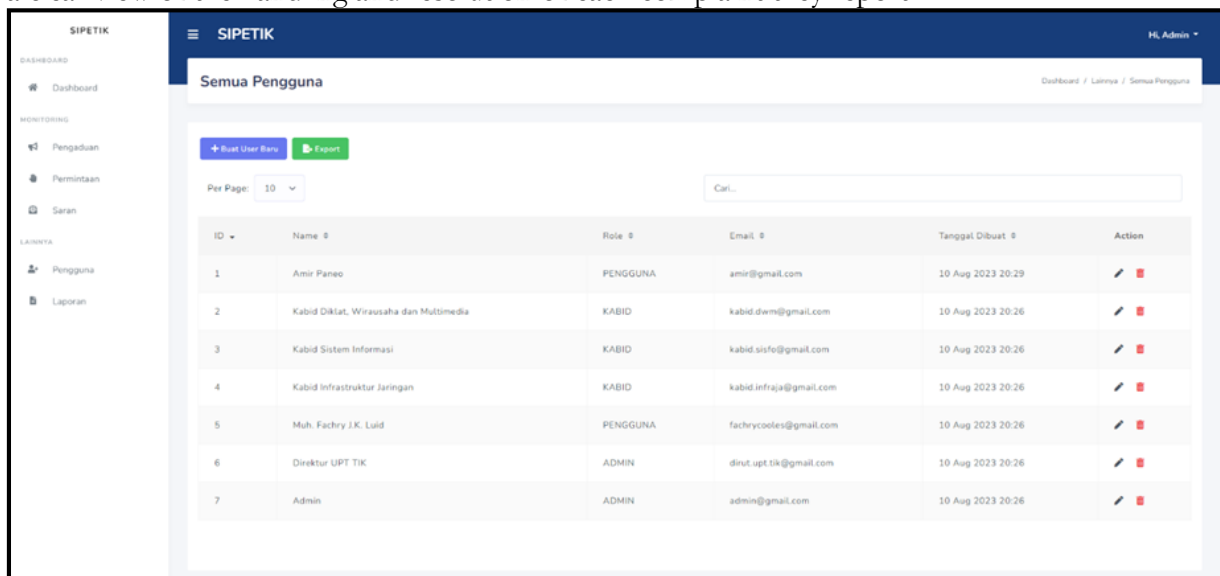 SIPETIK
DASHBOARD
Dashboard
MONITORING
Pengaduan
Permintaan
Saran
LAINNYA
Pengguna
Laporan
SIPETIK
Hi, Admin
Semua Pengguna
Dashboard / Lainnya / Semua Pengguna
+ Buat User Baru Export
Per Page: 10
Cari...
ID Name Role Email Tanggal Dibuat Action
1 Amir Paneo PENGGUNA amir@gmail.com 10 Aug 2023 20:29
2 Kabid Diklat, Wirausaha dan Multimedia KABID kabid.dwm@gmail.com 10 Aug 2023 20:26
3 Kabid Sistem Informasi KABID kabid.sisfo@gmail.com 10 Aug 2023 20:26
4 Kabid Infrastruktur Jaringan KABID kabid.infraja@gmail.com 10 Aug 2023 20:26
5 Muh. Fachry J.K. Luid PENGGUNA fachrycooles@gmail.com 10 Aug 2023 20:26
6 Direktur UPT TIK ADMIN dirut.upt.tik@gmail.com 10 Aug 2023 20:26
7 Admin ADMIN admin@gmail.com 10 Aug 2023 20:26